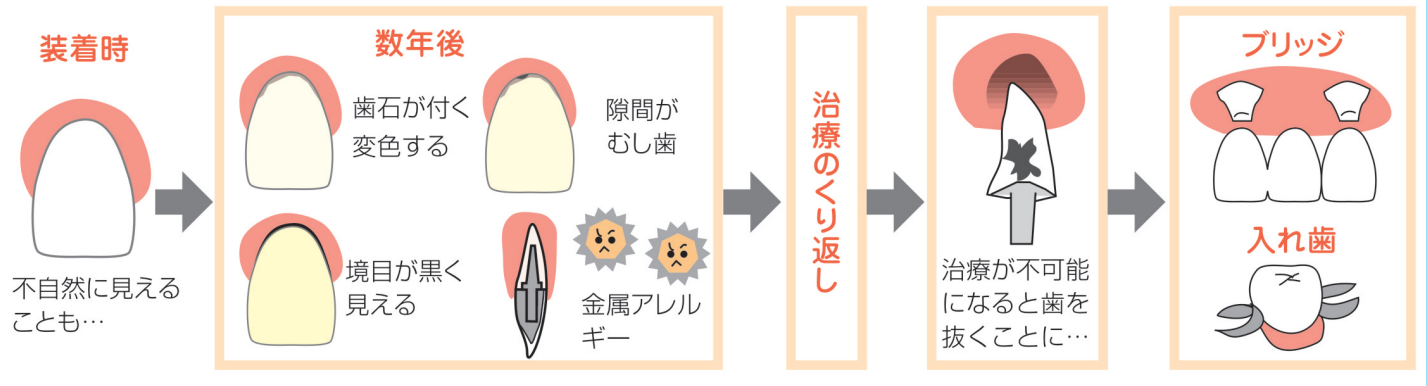 装着時
不自然に見える
ことも…
数年後
歯石が付く
変色する
隙間が
むし歯
境目が黒く
見える
金属アレル
ギー
治療のくり返し
治療が不可能
になると歯を
抜くことに…
ブリッジ
入れ歯